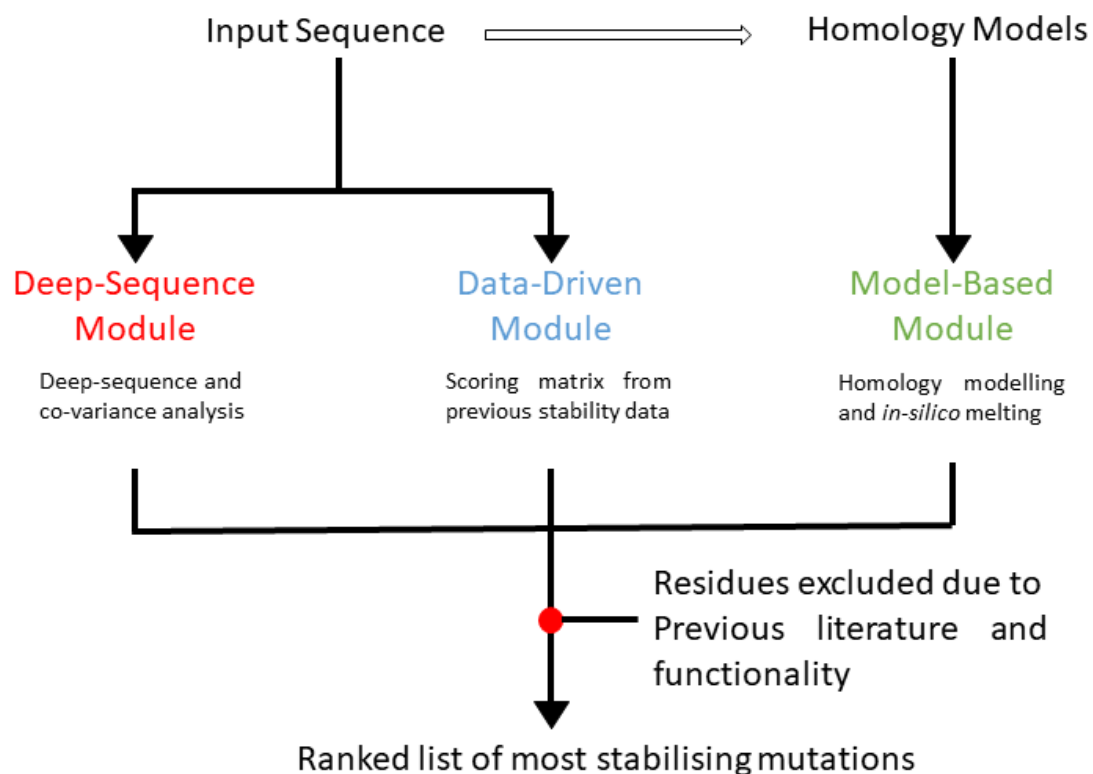 Input Sequence
Homology Models
Deep-Sequence
Module
Deep-sequence and
co-variance analysis
Data-Driven
Module
Scoring matrix from
previous stability data
Model-Based
Module
Homology modelling
and in-silico melting
Residues excluded due to
Previous literature and
functionality
Ranked list of most stabilising mutations